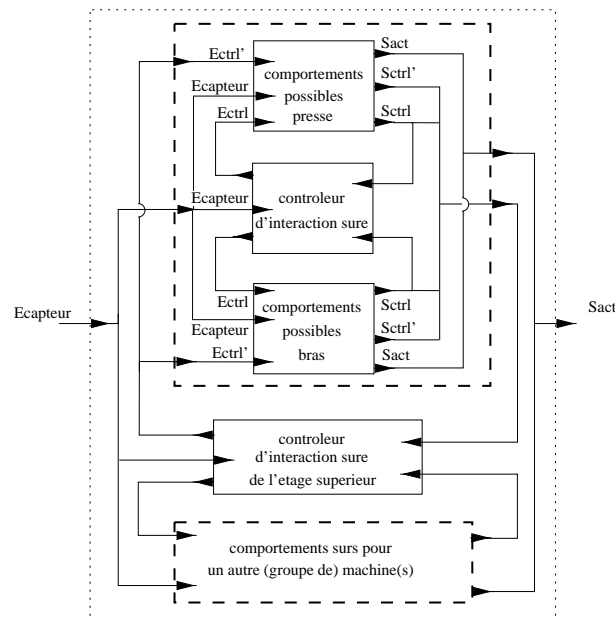 Ectrl'
Ecapteur
Ectrl
comportements
possibles
presse
Sact
Sctrl'
Sctrl
Ecapteur
controleur
d'interaction sure
Ectrl
Ecapteur
Ectrl'
comportements
possibles
bras
Sctrl
Sctrl'
Sact
Ecapteur
Sact
controleur
d'interaction sure
de l'etage superieur
comportements surs pour
un autre (groupe de) machine(s)